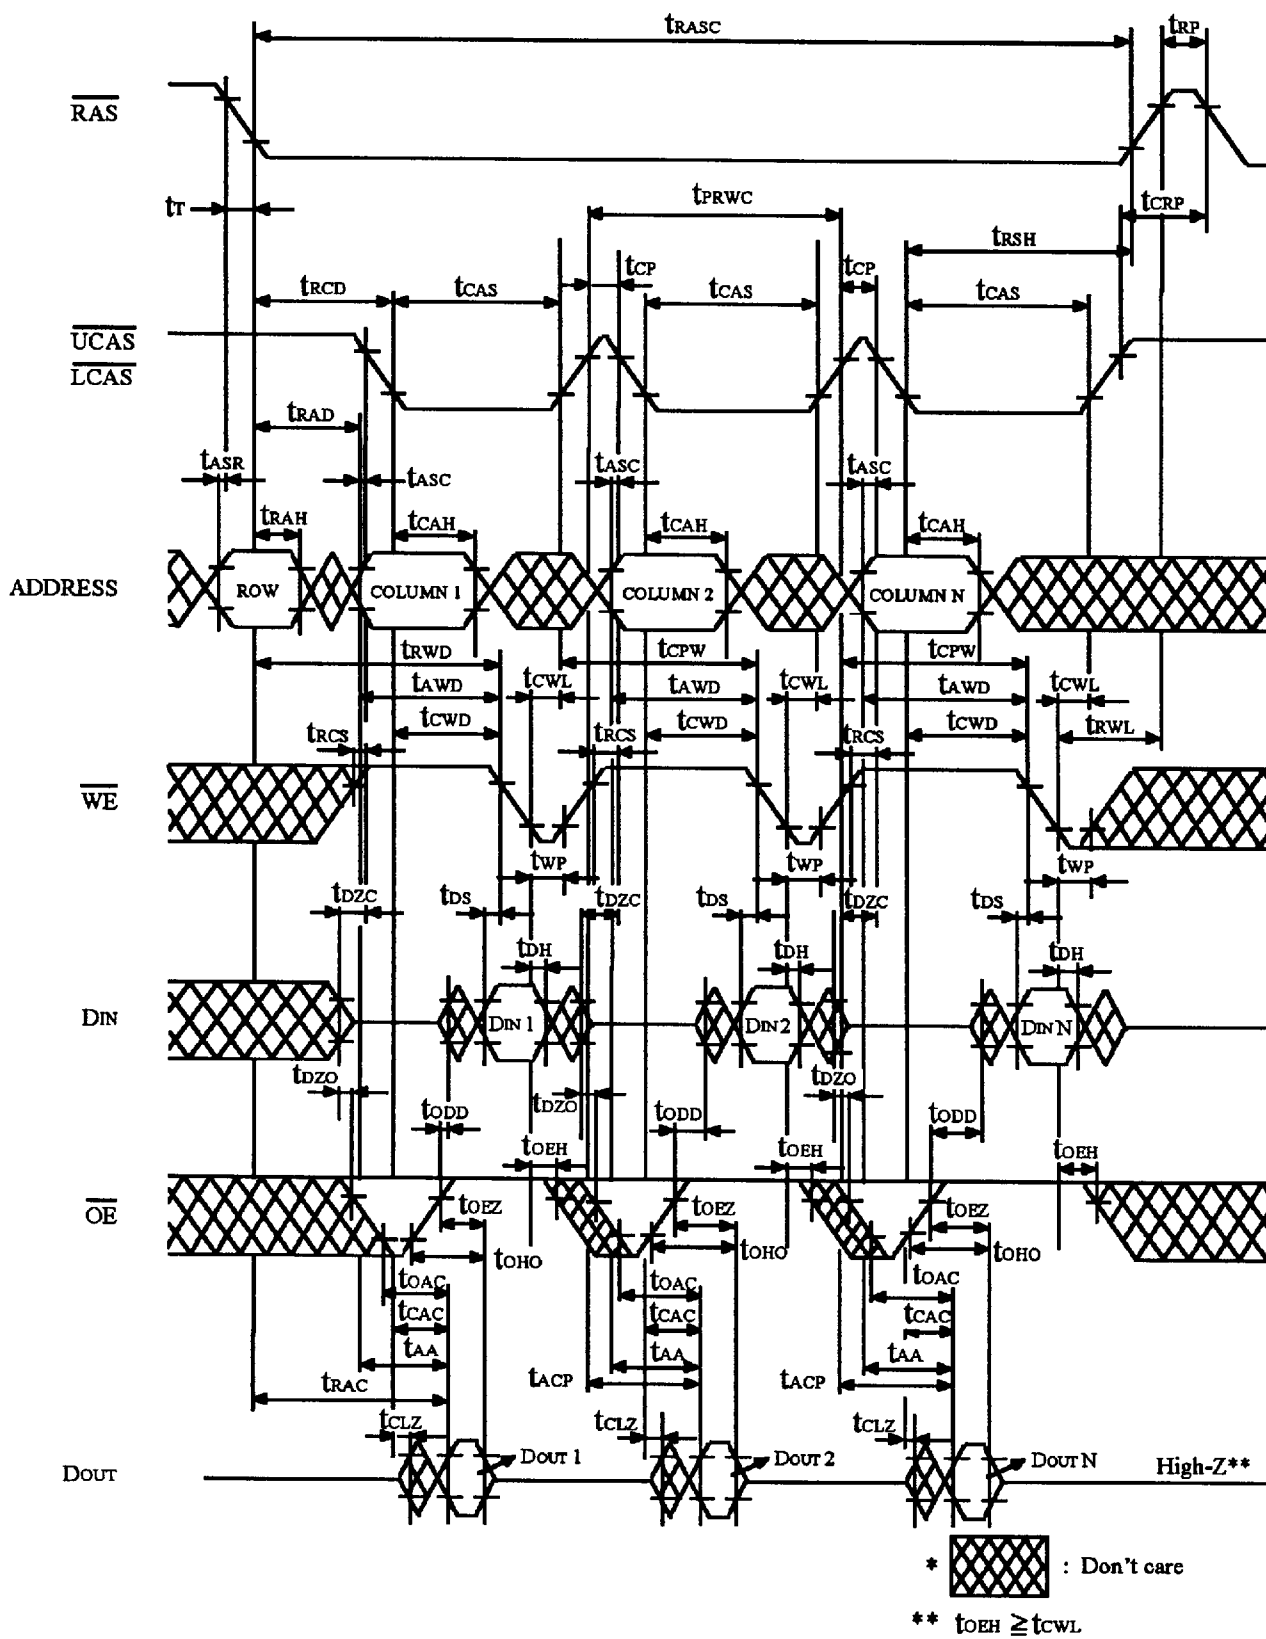 tRASC tRP
RAS
tT tPRWC tCRP
tRSH
tCP tCP
tRCD tCAS tCAS tCAS
UCAS
LCAS
tRAD
tASR tASC tASC tASC
tRAH tCAH tCAH tCAH
ADDRESS ROW COLUMN 1 COLUMN 2 COLUMN N
tRWD tCPW tCPW
tAWD tCWL tAWD tCWL tAWD tCWL
tRCS tCWD tRCS tCWD tRCS tCWD tRWL
WE
tWP tWP tWP
tDZC tDS tDZC tDS tDZC tDS
tDH tDH tDH
DIN DIN 1 DIN 2 DIN N
tDZO tDZO tDZO
tODD tODD tODD
tOEH tOEH tOEH
OE tOEZ tOEZ tOEZ
tOHO tOHO tOHO
tOAC tOAC tOAC
tCAC tCAC tCAC
tAA tAA tAA
tRAC tACP tACP
tCLZ tCLZ tCLZ
DOUT DOUT 1 DOUT 2 DOUT N High-Z**
* : Don't care
** tOEH ≧ tCWL